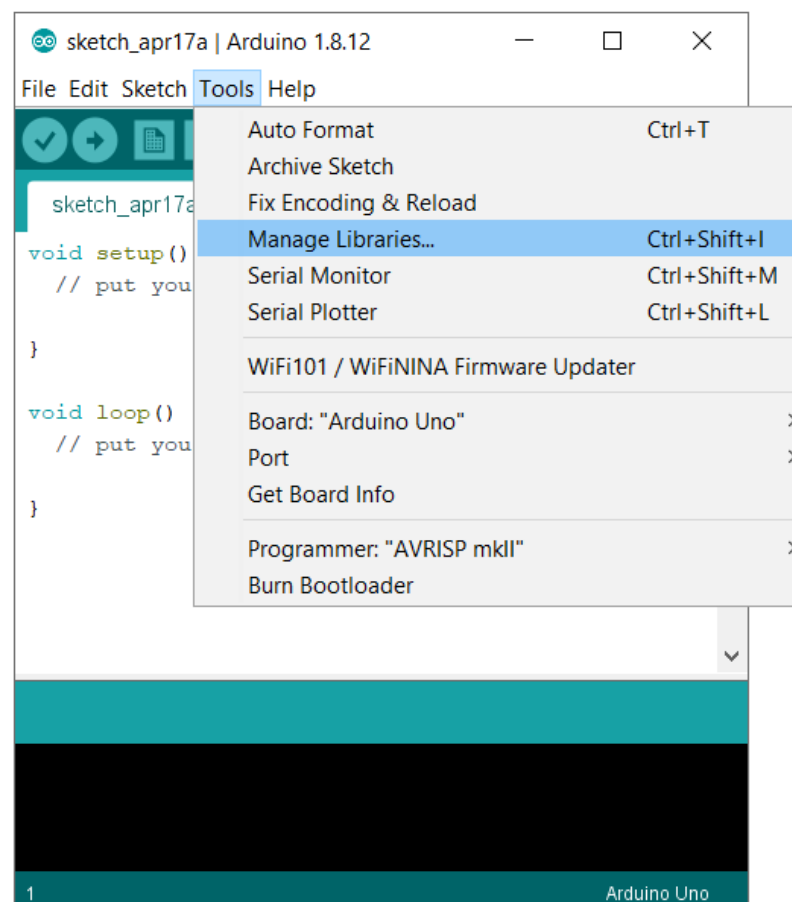 sketch_apr17a | Arduino 1.8.12
File Edit Sketch Tools Help
Auto Format Ctrl+T
Archive Sketch
sketch_apr17a
Fix Encoding & Reload
Manage Libraries... Ctrl+Shift+I
void setup()
Serial Monitor Ctrl+Shift+M
// put you
Serial Plotter Ctrl+Shift+L
}
WiFi101 / WiFiNINA Firmware Updater
void loop()
Board: "Arduino Uno"
// put you
Port
Get Board Info
}
Programmer: "AVRISP mkII"
Burn Bootloader
1 Arduino Uno